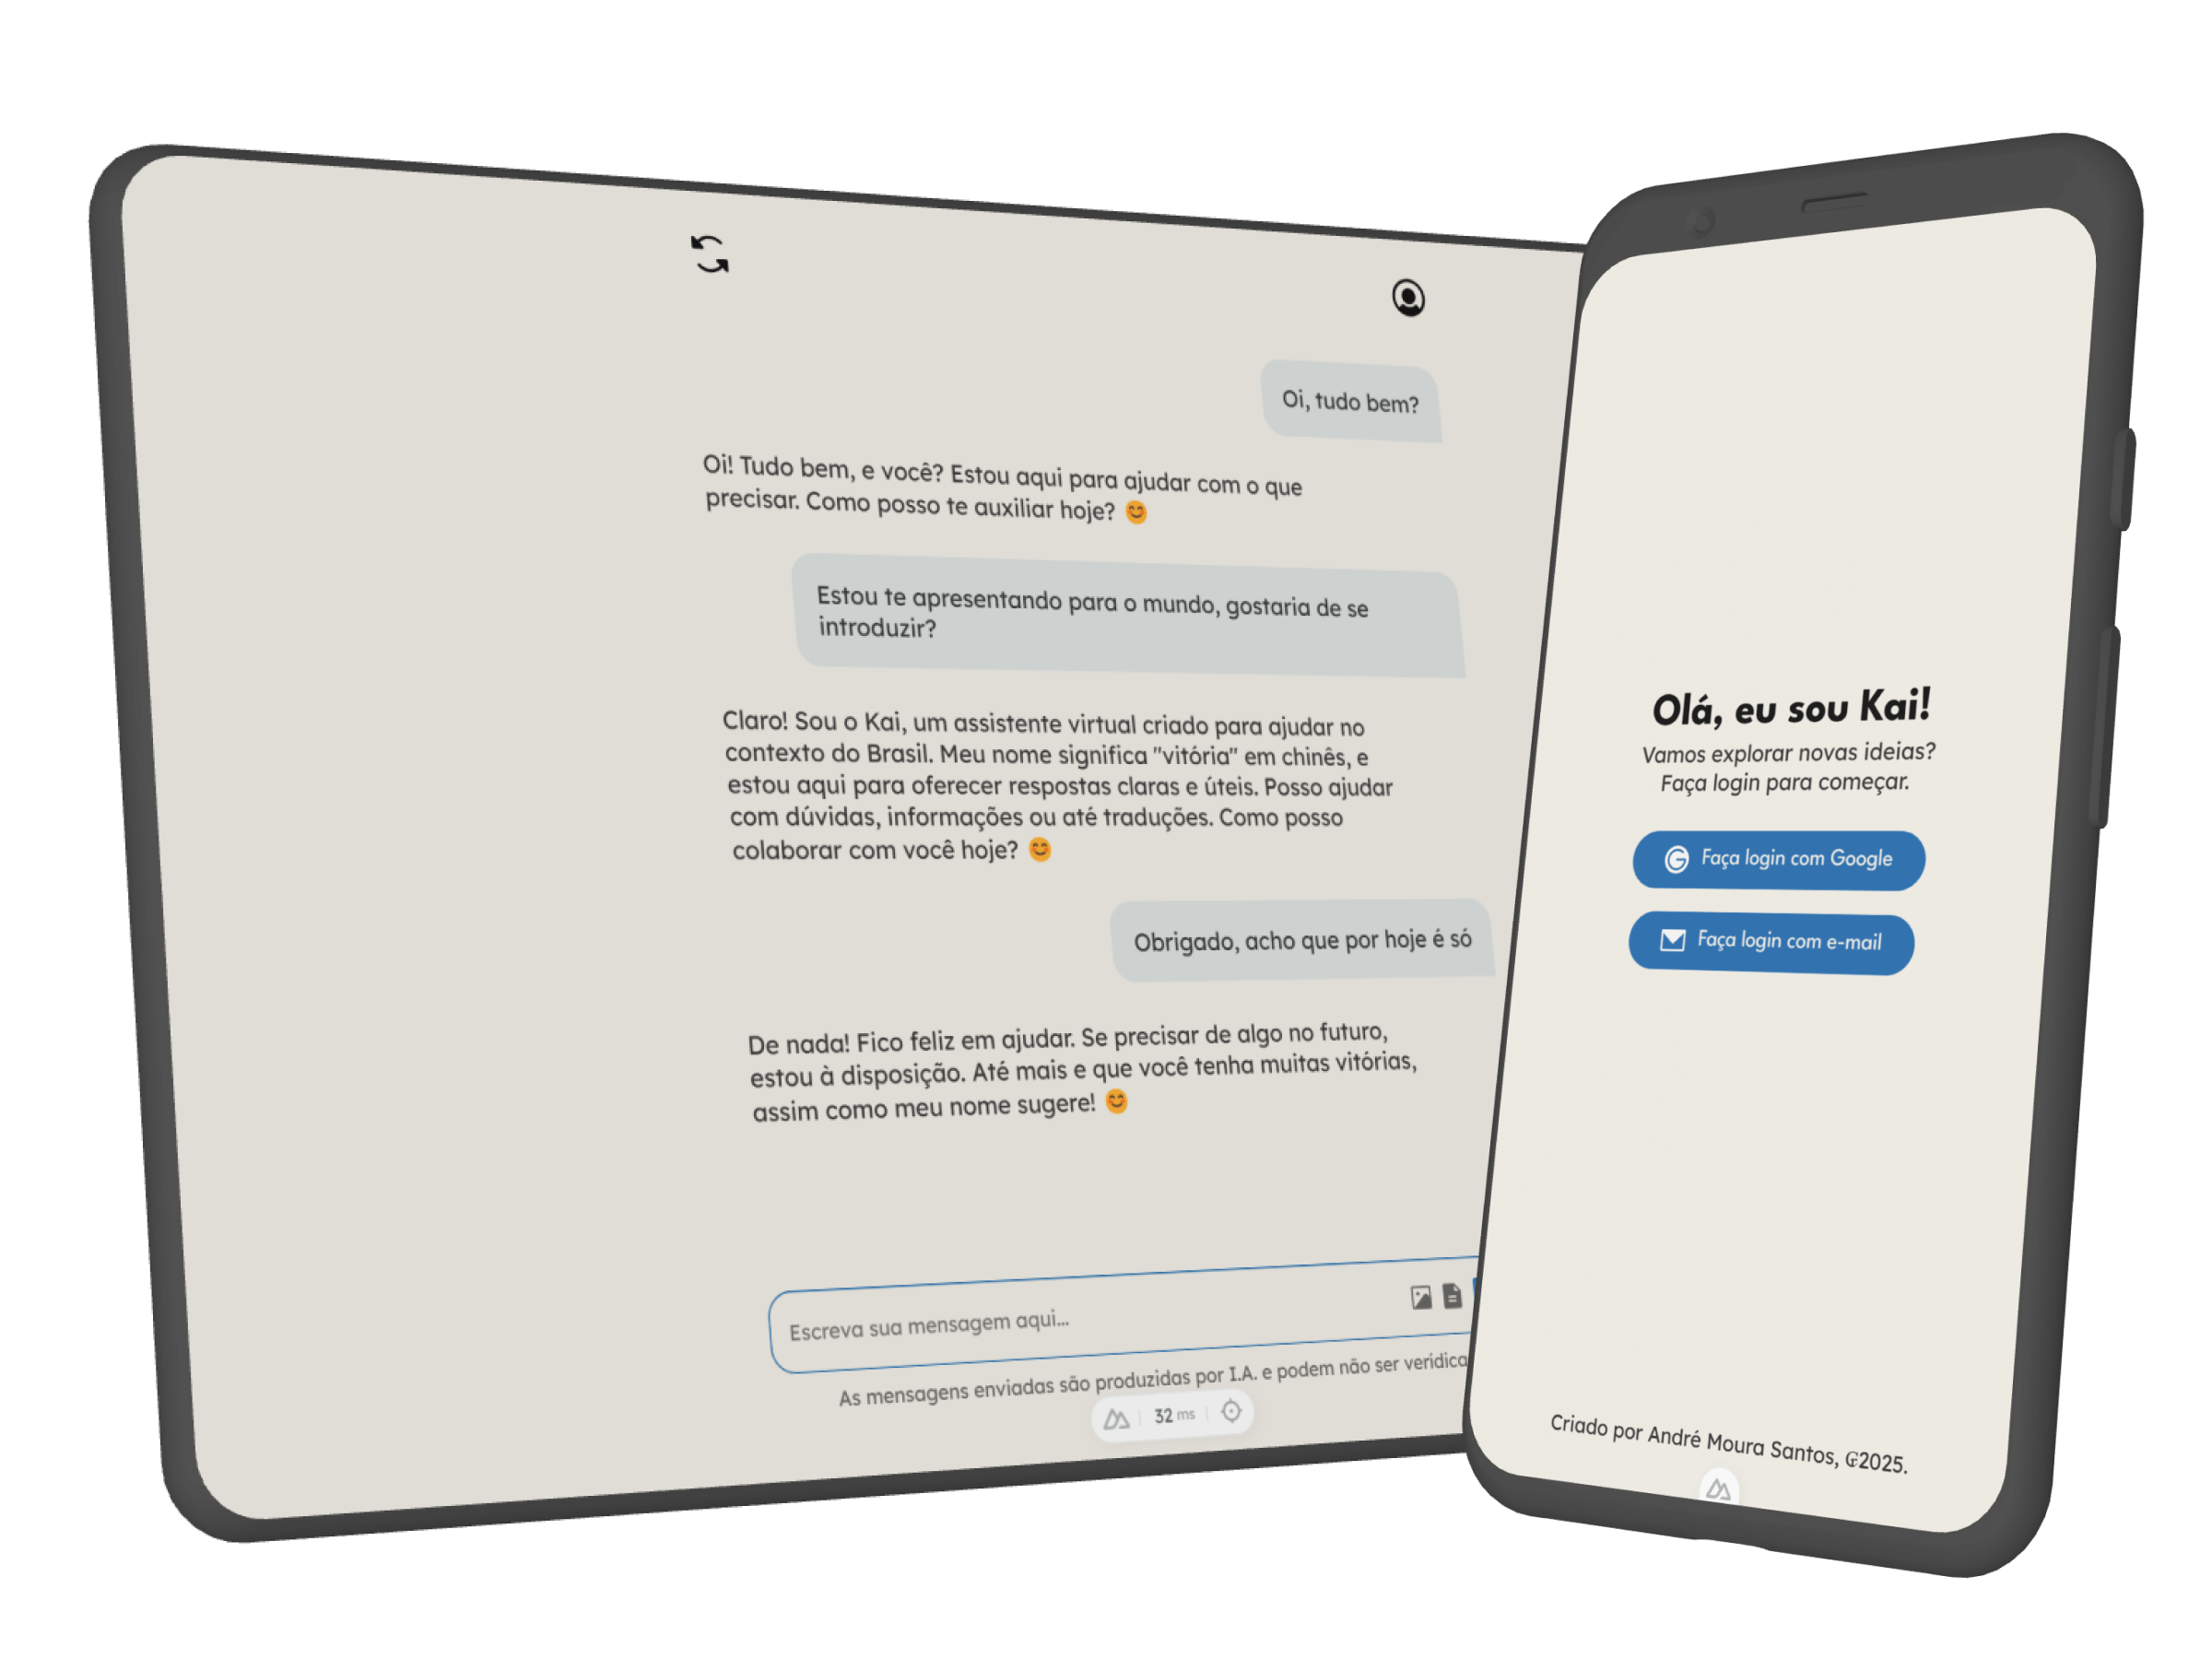 Oi, tudo bem?
Oi! Tudo bem, e você? Estou aqui para ajudar com o que
precisar. Como posso te auxiliar hoje? 😊
Estou te apresentando para o mundo, gostaria de se
introduzir?
Claro! Sou o Kai, um assistente virtual criado para ajudar no
contexto do Brasil. Meu nome significa "vitória" em chinês, e
estou aqui para oferecer respostas claras e úteis. Posso ajudar
com dúvidas, informações ou até traduções. Como posso
colaborar com você hoje? 😊
Obrigado, acho que por hoje é só
De nada! Fico feliz em ajudar. Se precisar de algo no futuro,
estou à disposição. Até mais e que você tenha muitas vitórias,
assim como meu nome sugere! 😊
Escreva sua mensagem aqui...
As mensagens enviadas são produzidas por I.A. e podem não ser verídica
32 ms
Olá, eu sou Kai!
Vamos explorar novas ideias?
Faça login para começar.
G Faça login com Google
Faça login com e-mail
Criado por André Moura Santos, ₢2025.